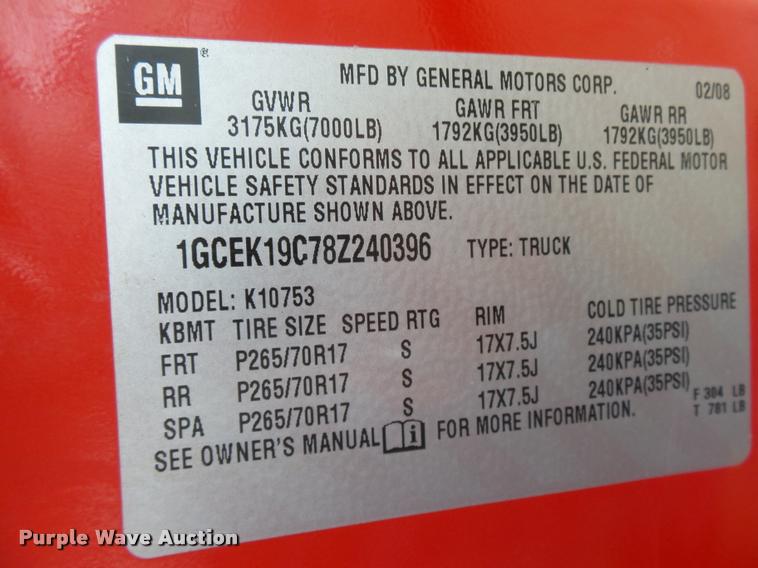 GM ®
MFD BY GENERAL MOTORS CORP. 02/08
GVWR GAWR FRT GAWR RR
3175KG(7000LB) 1792KG(3950LB) 1792KG(3950LB)
THIS VEHICLE CONFORMS TO ALL APPLICABLE U.S. FEDERAL MOTOR
VEHICLE SAFETY STANDARDS IN EFFECT ON THE DATE OF
MANUFACTURE SHOWN ABOVE.
1GCEK19C78Z240396 TYPE: TRUCK
MODEL: K10753
KBMT TIRE SIZE SPEED RTG RIM COLD TIRE PRESSURE
FRT P265/70R17 S 17X7.5J 240KPA(35PSI)
RR P265/70R17 S 17X7.5J 240KPA(35PSI)
SPA P265/70R17 S 17X7.5J 240KPA(35PSI)
F 304 LB
T 781 LB
SEE OWNER'S MANUAL i FOR MORE INFORMATION.
Purple Wave Auction